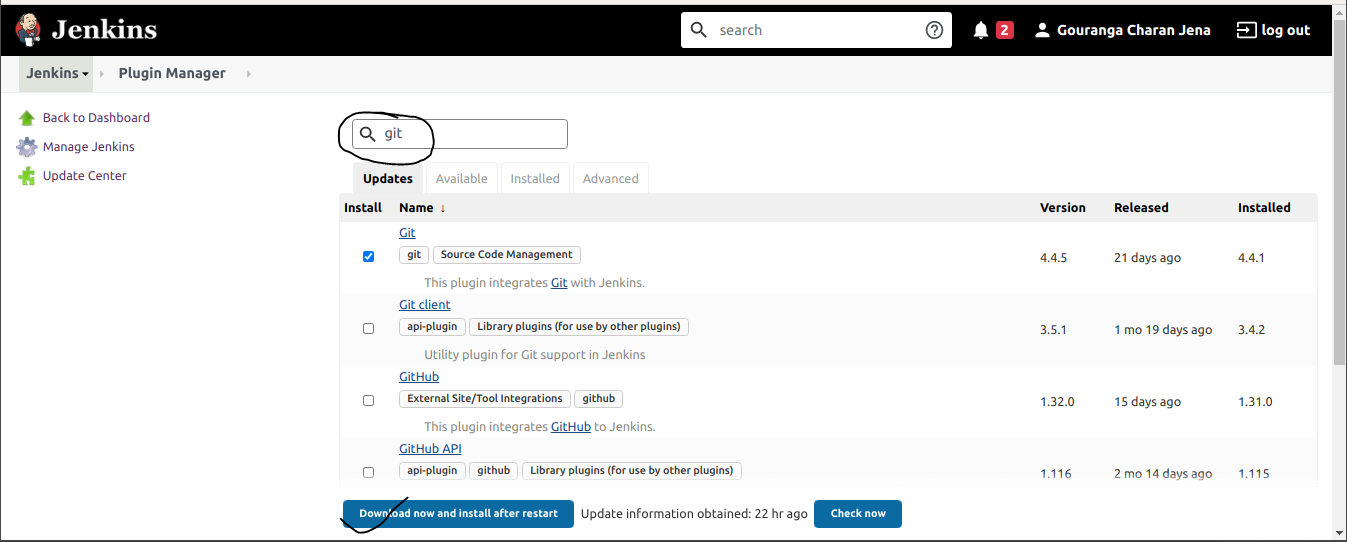 Jenkins
search
2
Gouranga Charan Jena
log out
Jenkins
Plugin Manager
Back to Dashboard
Manage Jenkins
Update Center
git
Updates
Available
Installed
Advanced
Install Name ↓ Version Released Installed
Git
git Source Code Management
4.4.5 21 days ago 4.4.1
This plugin integrates Git with Jenkins.
Git client
api-plugin Library plugins (for use by other plugins)
3.5.1 1 mo 19 days ago 3.4.2
Utility plugin for Git support in Jenkins
GitHub
External Site/Tool Integrations github
1.32.0 15 days ago 1.31.0
This plugin integrates GitHub to Jenkins.
GitHub API
api-plugin github Library plugins (for use by other plugins)
1.116 2 mo 14 days ago 1.115
Download now and install after restart
Update information obtained: 22 hr ago
Check now